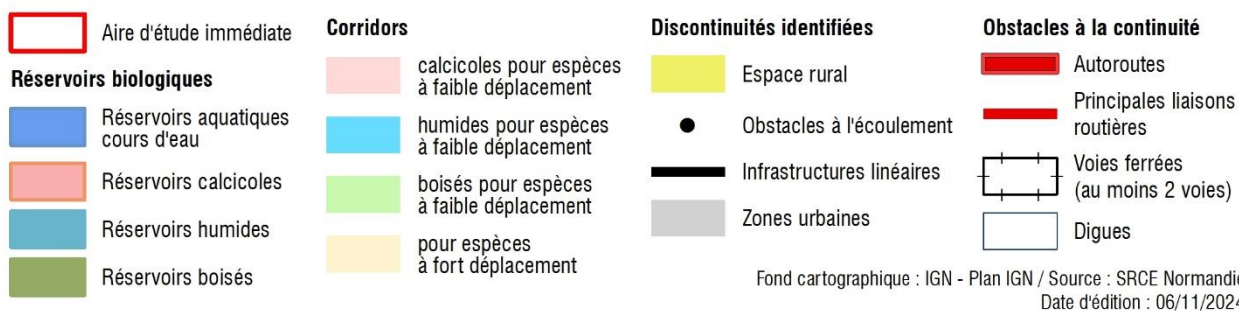 Aire d'étude immédiate
Réservoirs biologiques
Réservoirs aquatiques
cours d'eau
Réservoirs calcicoles
Réservoirs humides
Réservoirs boisés
Corridors
calcicoles pour espèces
à faible déplacement
humides pour espèces
à faible déplacement
boisés pour espèces
à faible déplacement
pour espèces
à fort déplacement
Discontinuités identifiées
Espace rural
Obstacles à l'écoulement
Infrastructures linéaires
Zones urbaines
Obstacles à la continuité
Autoroutes
Principales liaisons
routières
Voies ferrées
(au moins 2 voies)
Digues
Fond cartographique : IGN - Plan IGN / Source : SRCE Normandie
Date d'édition : 06/11/2024